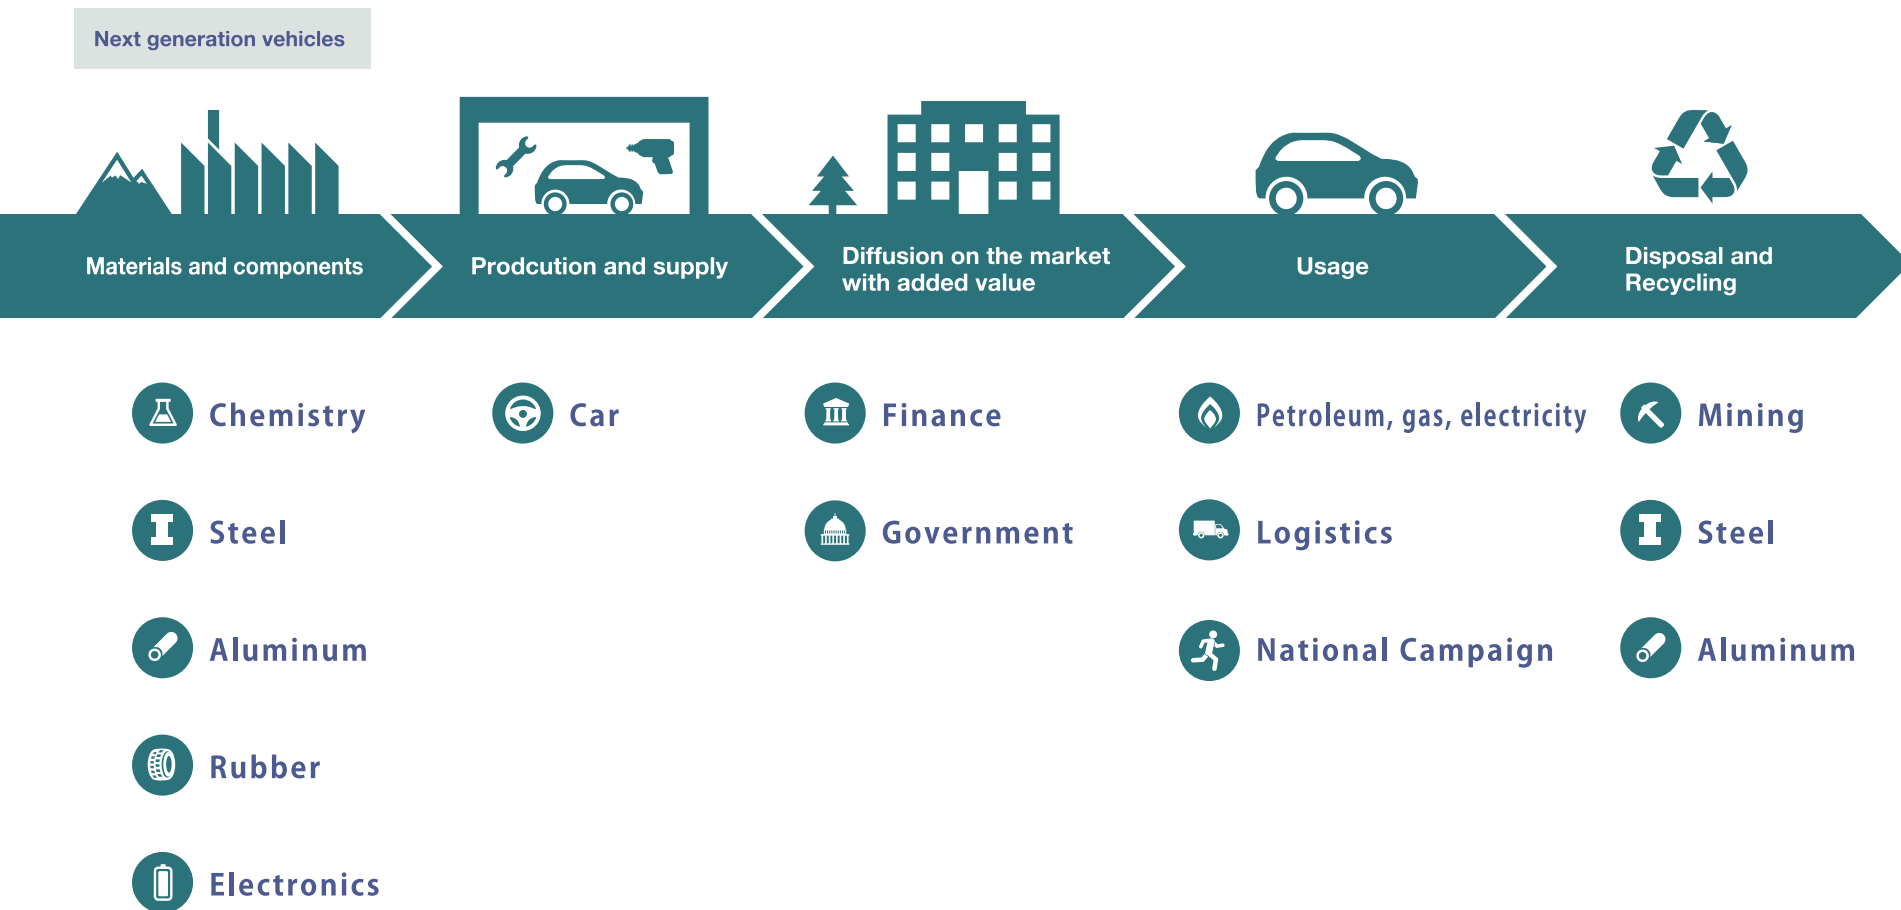 Next generation vehicles
Materials and components
Prodcution and supply
Diffusion on the market
with added value
Usage
Disposal and
Recycling
Chemistry
Steel
Aluminum
Rubber
Electronics
Car
Finance
Government
Petroleum, gas, electricity
Logistics
National Campaign
Mining
Steel
Aluminum